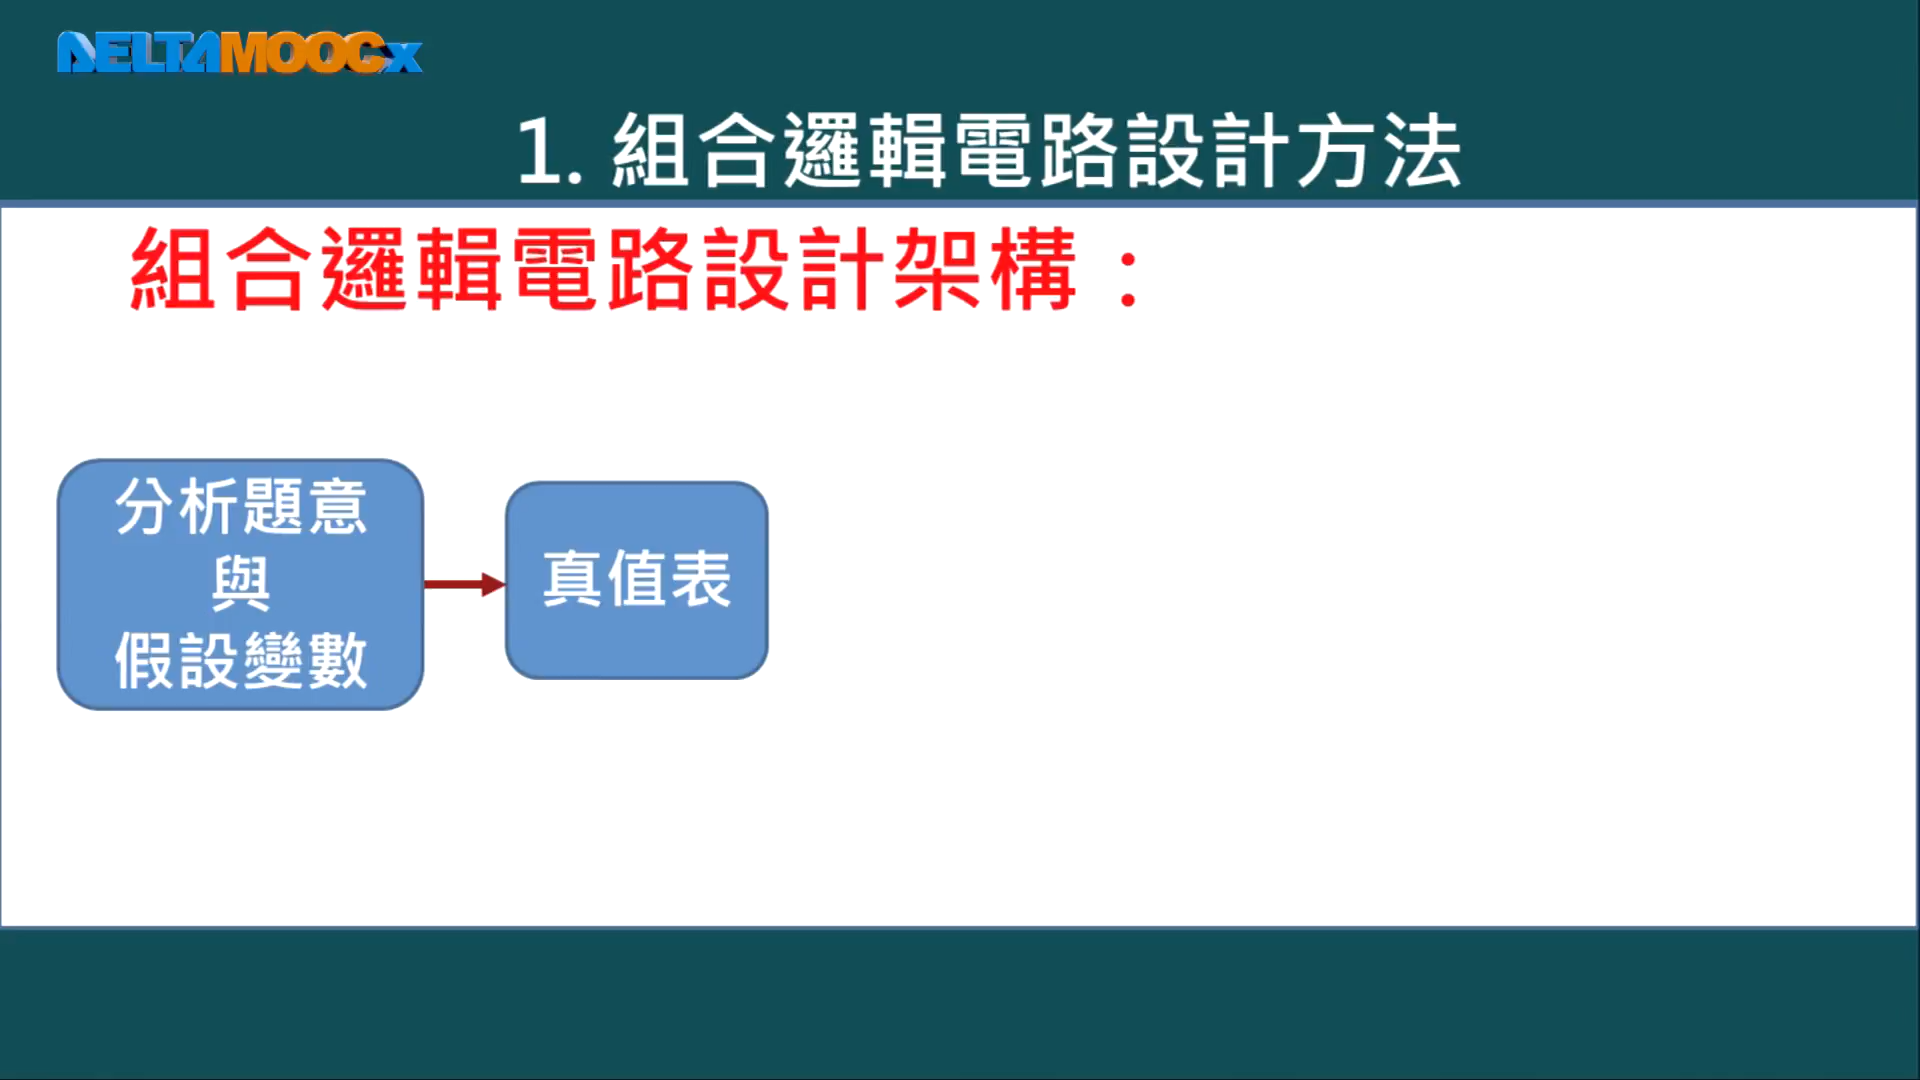 DELTAMOOCx
1. 組合邏輯電路設計方法
組合邏輯電路設計架構：
分析題意
與
假設變數
真值表